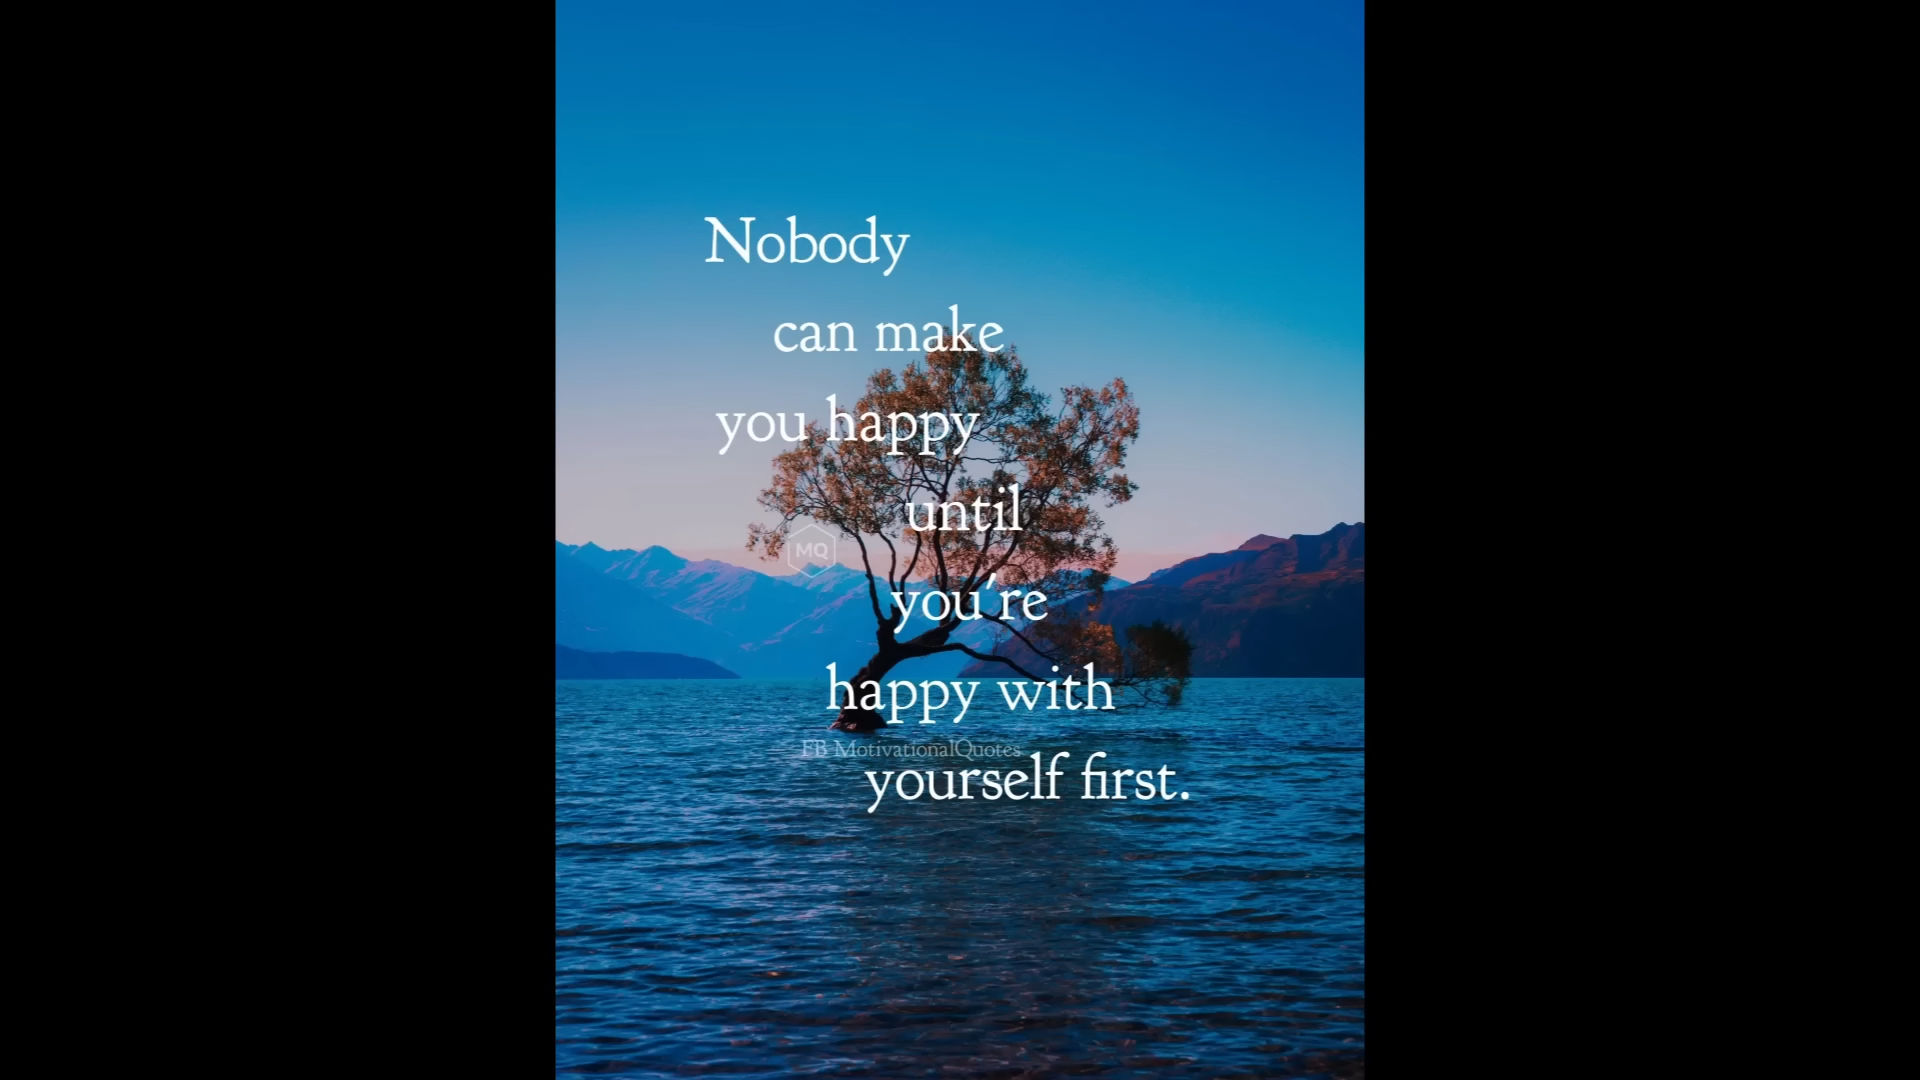 Nobody
can make
you happy
until
MQ
you're
happy with
FB MotivationalQuotes
yourself first.